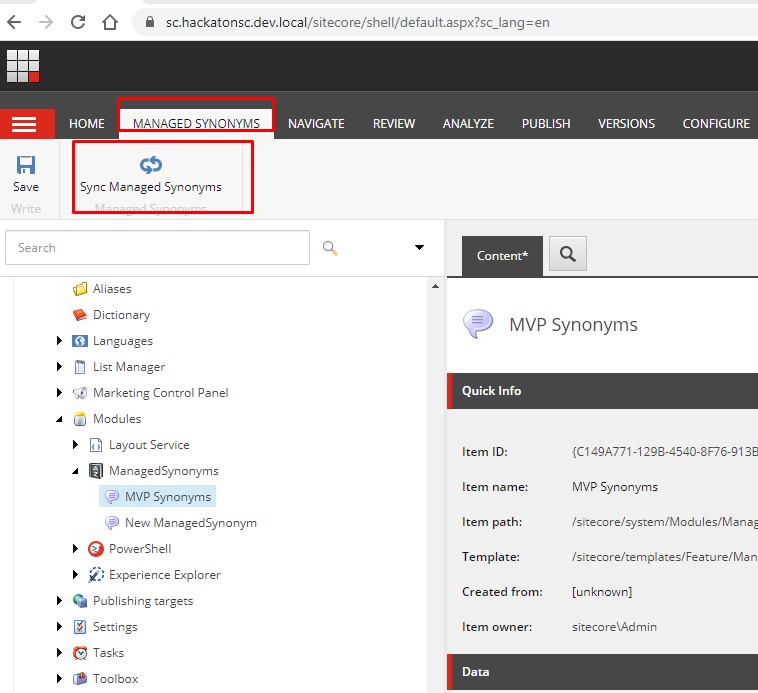 sc.hackatonsc.dev.local/sitecore/shell/default.aspx?sc_lang=en
HOME MANAGED SYNONYMS NAVIGATE REVIEW ANALYZE PUBLISH VERSIONS CONFIGURE
Save Sync Managed Synonyms
Write Managed Synonyms
Search
Content*
Aliases
Dictionary
Languages
List Manager
Marketing Control Panel
Modules
Layout Service
ManagedSynonyms
MVP Synonyms
New ManagedSynonym
PowerShell
Experience Explorer
Publishing targets
Settings
Tasks
Toolbox
MVP Synonyms
Quick Info
Item ID: {C149A771-129B-4540-8F76-913B
Item name: MVP Synonyms
Item path: /sitecore/system/Modules/Manag
Template: /sitecore/templates/Feature/Man
Created from: [unknown]
Item owner: sitecore\Admin
Data